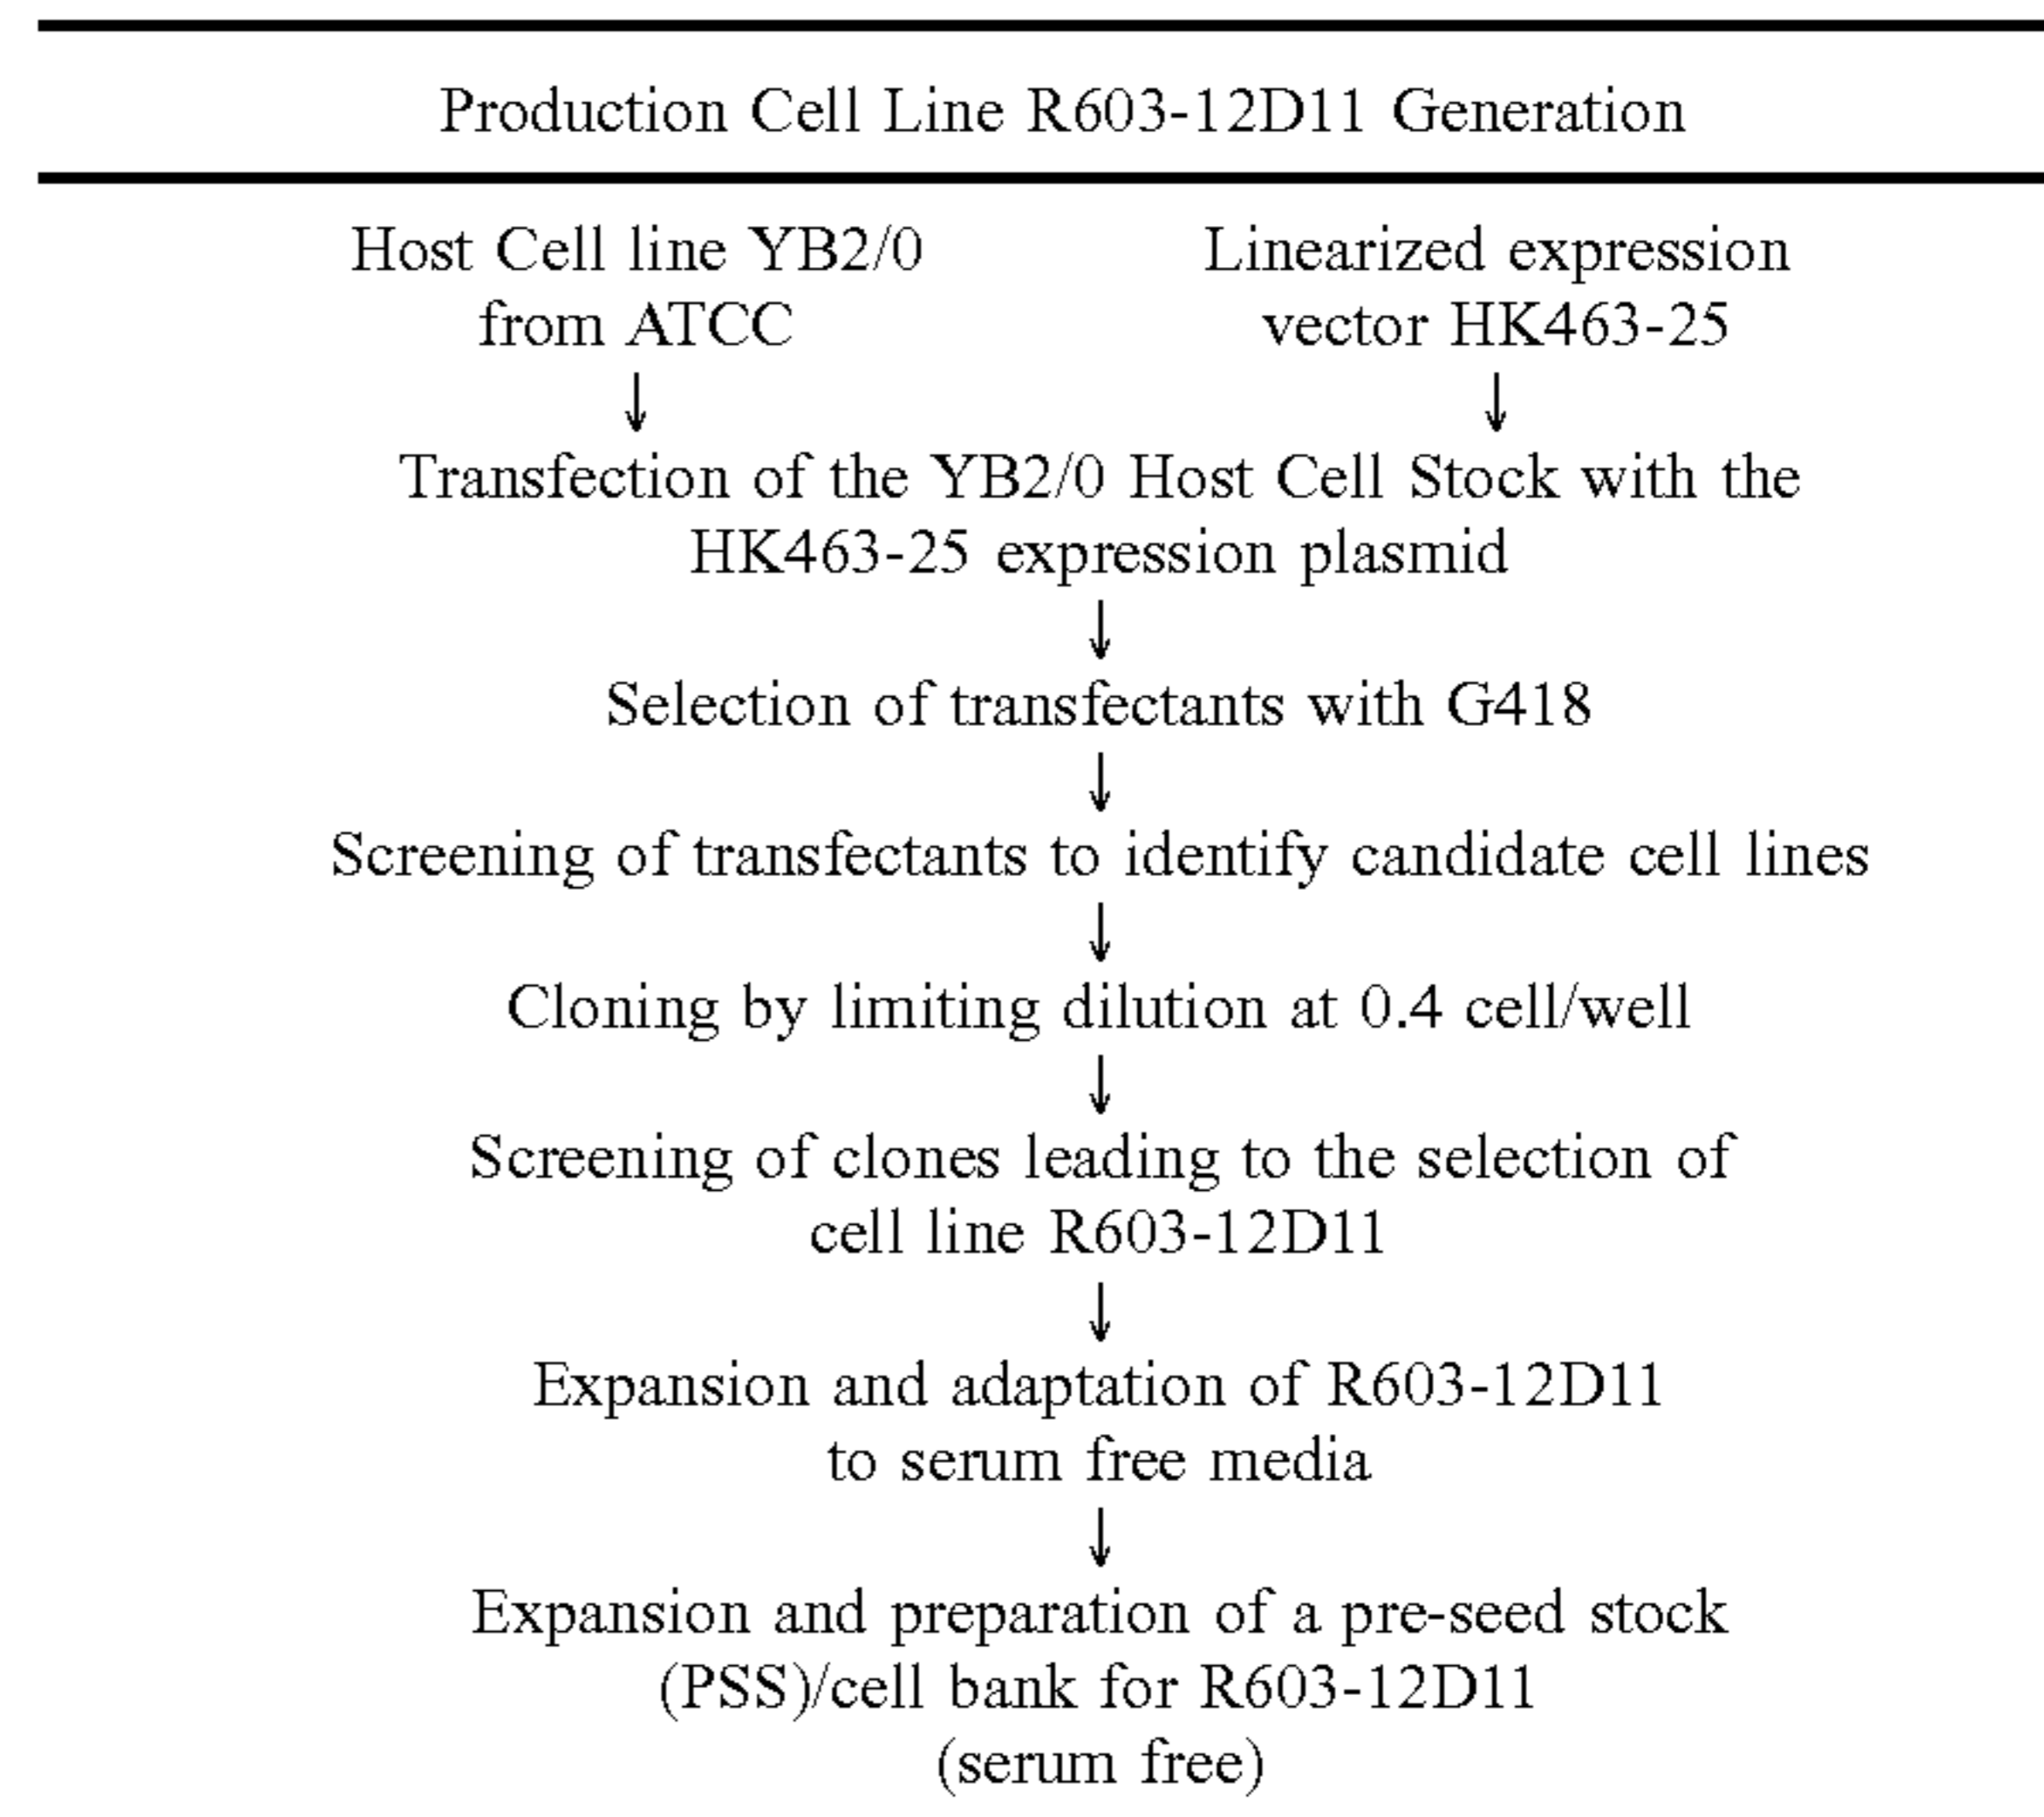 Production Cell Line R603-12D11 Generation
Host Cell line YB2/0
from ATCC
Linearized expression
vector HK463-25
↓ ↓
Transfection of the YB2/0 Host Cell Stock with the
HK463-25 expression plasmid
↓
Selection of transfectants with G418
↓
Screening of transfectants to identify candidate cell lines
↓
Cloning by limiting dilution at 0.4 cell/well
↓
Screening of clones leading to the selection of
cell line R603-12D11
↓
Expansion and adaptation of R603-12D11
to serum free media
↓
Expansion and preparation of a pre-seed stock
(PSS)/cell bank for R603-12D11
(serum free)